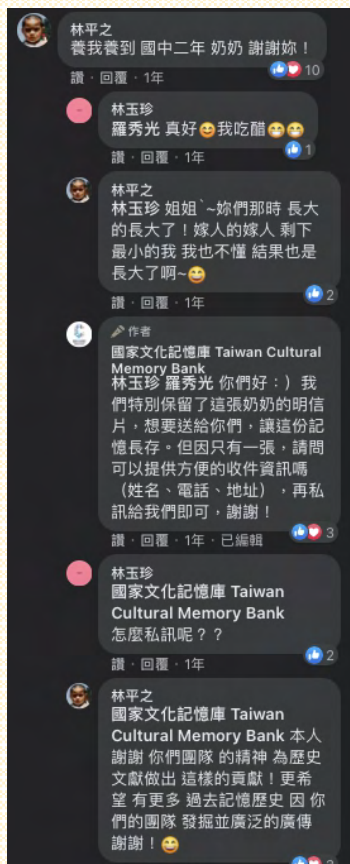 林平之
養我養到 國中二年 奶奶 謝謝妳！
10
讚・回覆・1年
林玉珍
羅秀光 真好😊我吃醋😁😁
1
讚・回覆・1年
林平之
林玉珍 姐姐ˋ~妳們那時 長大
的長大了！嫁人的嫁人 剩下
最小的我 我也不懂 結果也是
長大了啊~😅
2
讚・回覆・1年
作者
國家文化記憶庫 Taiwan Cultural
Memory Bank
林玉珍 羅秀光 你們好：）我
們特別保留了這張奶奶的明信
片，想要送給你們，讓這份記
憶長存。但因只有一張，請問
可以提供方便的收件資訊嗎
（姓名、電話、地址），再私
訊給我們即可，謝謝！
3
讚・回覆・1年・已編輯
林玉珍
國家文化記憶庫 Taiwan
Cultural Memory Bank
怎麼私訊呢？？
2
讚・回覆・1年
林平之
國家文化記憶庫 Taiwan
Cultural Memory Bank 本人
謝謝 你們團隊 的精神 為歷史
文獻做出 這樣的貢獻！更希
望 有更多 過去記憶歷史 因 你
們的團隊 發掘並廣泛的廣傳
謝謝！😄